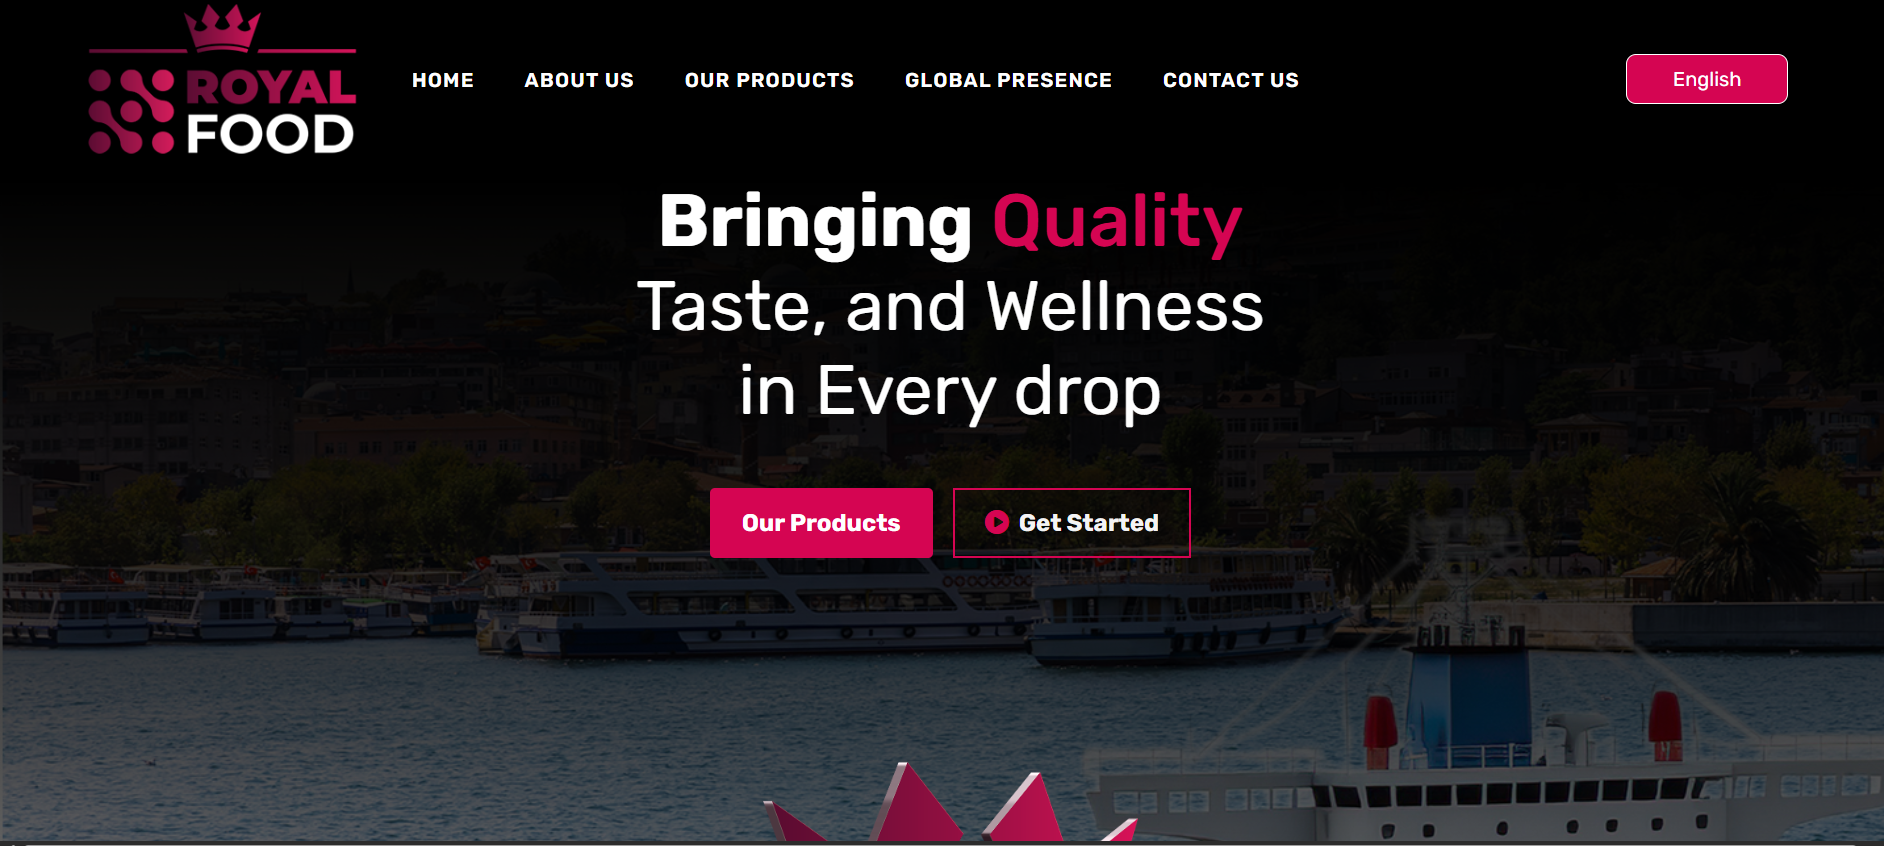 ROYAL
FOOD
HOME
ABOUT US
OUR PRODUCTS
GLOBAL PRESENCE
CONTACT US
English
Bringing Quality
Taste, and Wellness
in Every drop
Our Products
Get Started